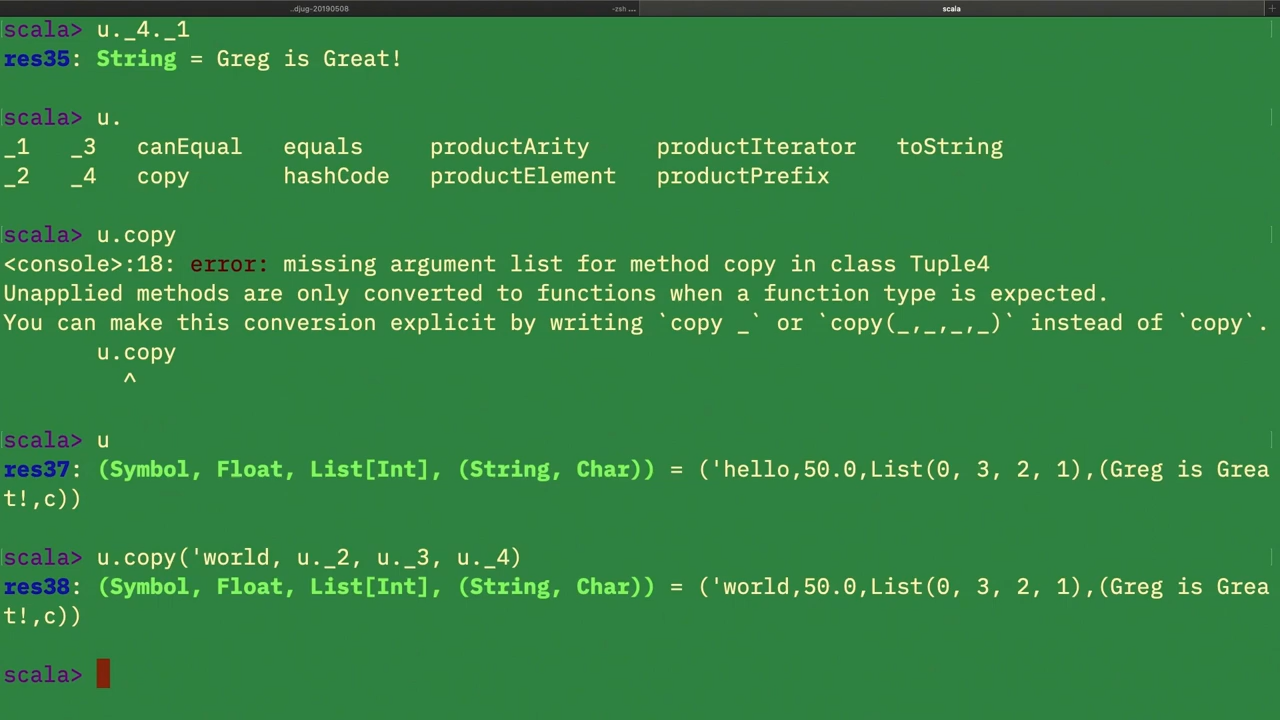 ..djug-20190508
-zsh ...
scala
scala> u._4._1
res35: String = Greg is Great!
scala> u.
_1   _3   canEqual   equals     productArity     productIterator   toString
_2   _4   copy       hashCode   productElement   productPrefix
scala> u.copy
<console>:18: error: missing argument list for method copy in class Tuple4
Unapplied methods are only converted to functions when a function type is expected.
You can make this conversion explicit by writing `copy _` or `copy(_,_,_,_)` instead of `copy`.
       u.copy
         ^
scala> u
res37: (Symbol, Float, List[Int], (String, Char)) = ('hello,50.0,List(0, 3, 2, 1),(Greg is Grea
t!,c))
scala> u.copy('world, u._2, u._3, u._4)
res38: (Symbol, Float, List[Int], (String, Char)) = ('world,50.0,List(0, 3, 2, 1),(Greg is Grea
t!,c))
scala>